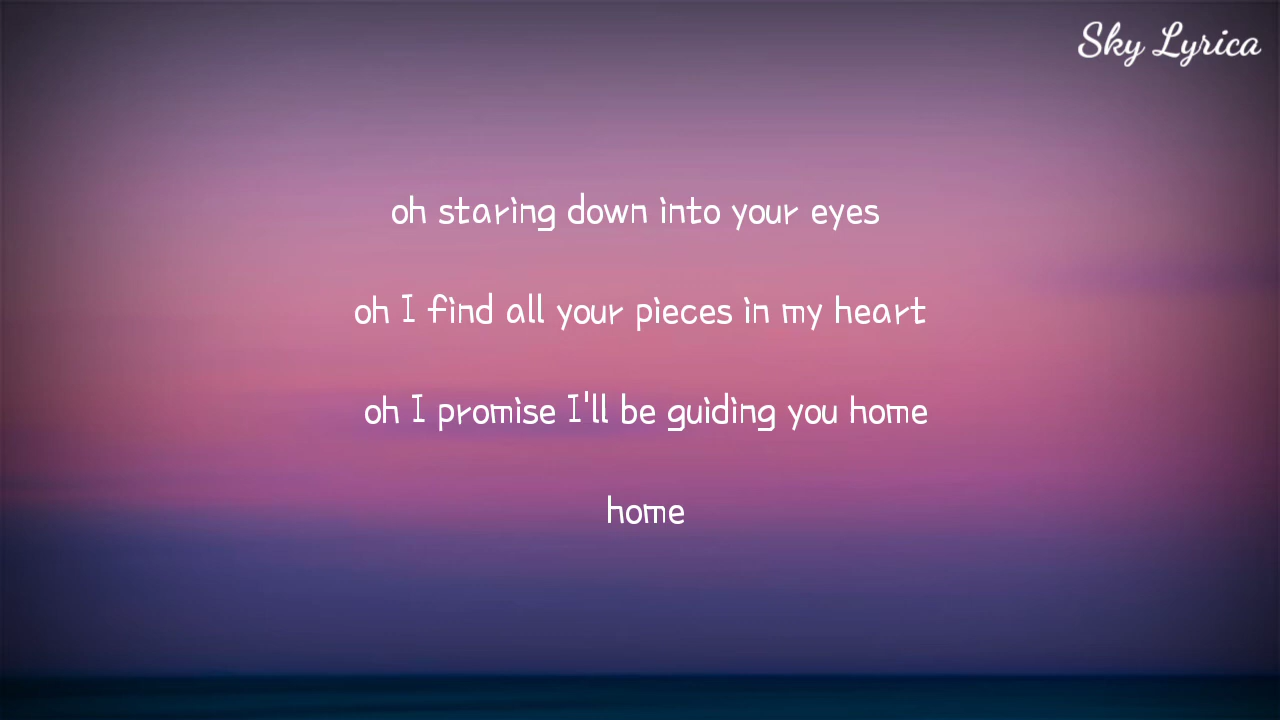 Sky Lyrica
oh staring down into your eyes
oh I find all your pieces in my heart
oh I promise I'll be guiding you home
home